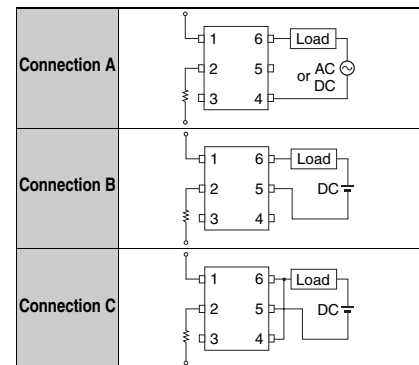 Connection A
1 6 Load
2 5 or AC
DC
3 4
Connection B
1 6 Load
2 5 DC
3 4
Connection C
1 6 Load
2 5 DC
3 4